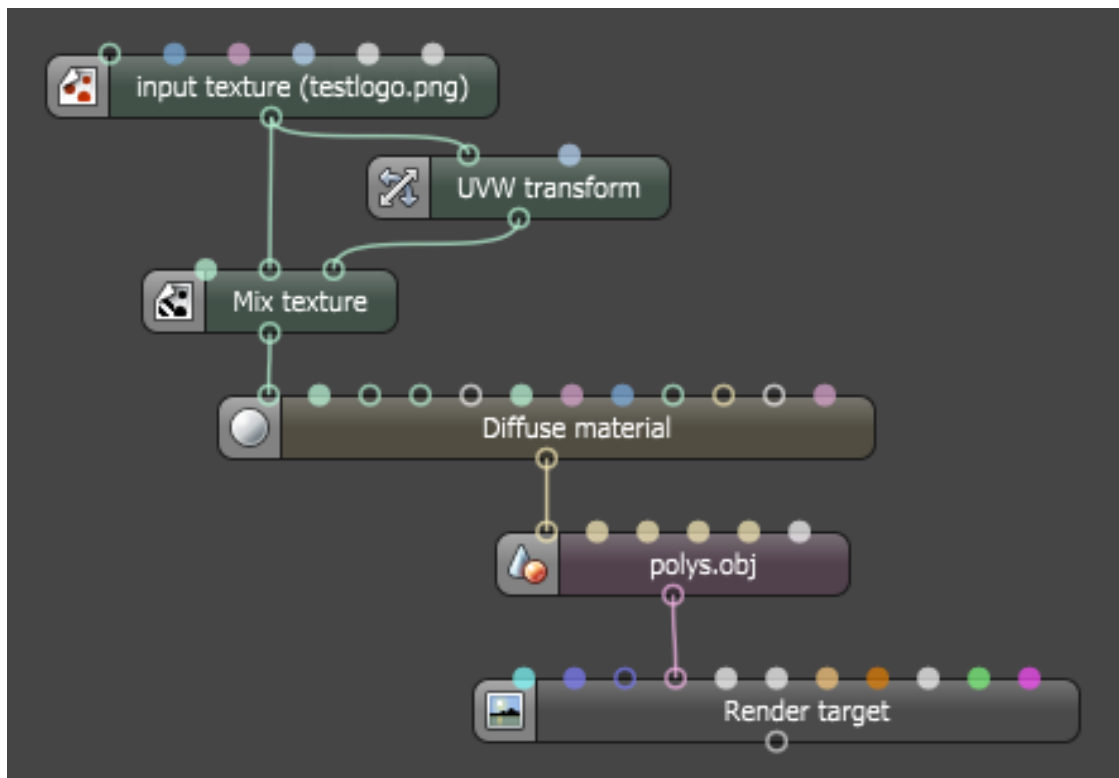 input texture (testlogo.png)
UVW transform
Mix texture
Diffuse material
polys.obj
Render target